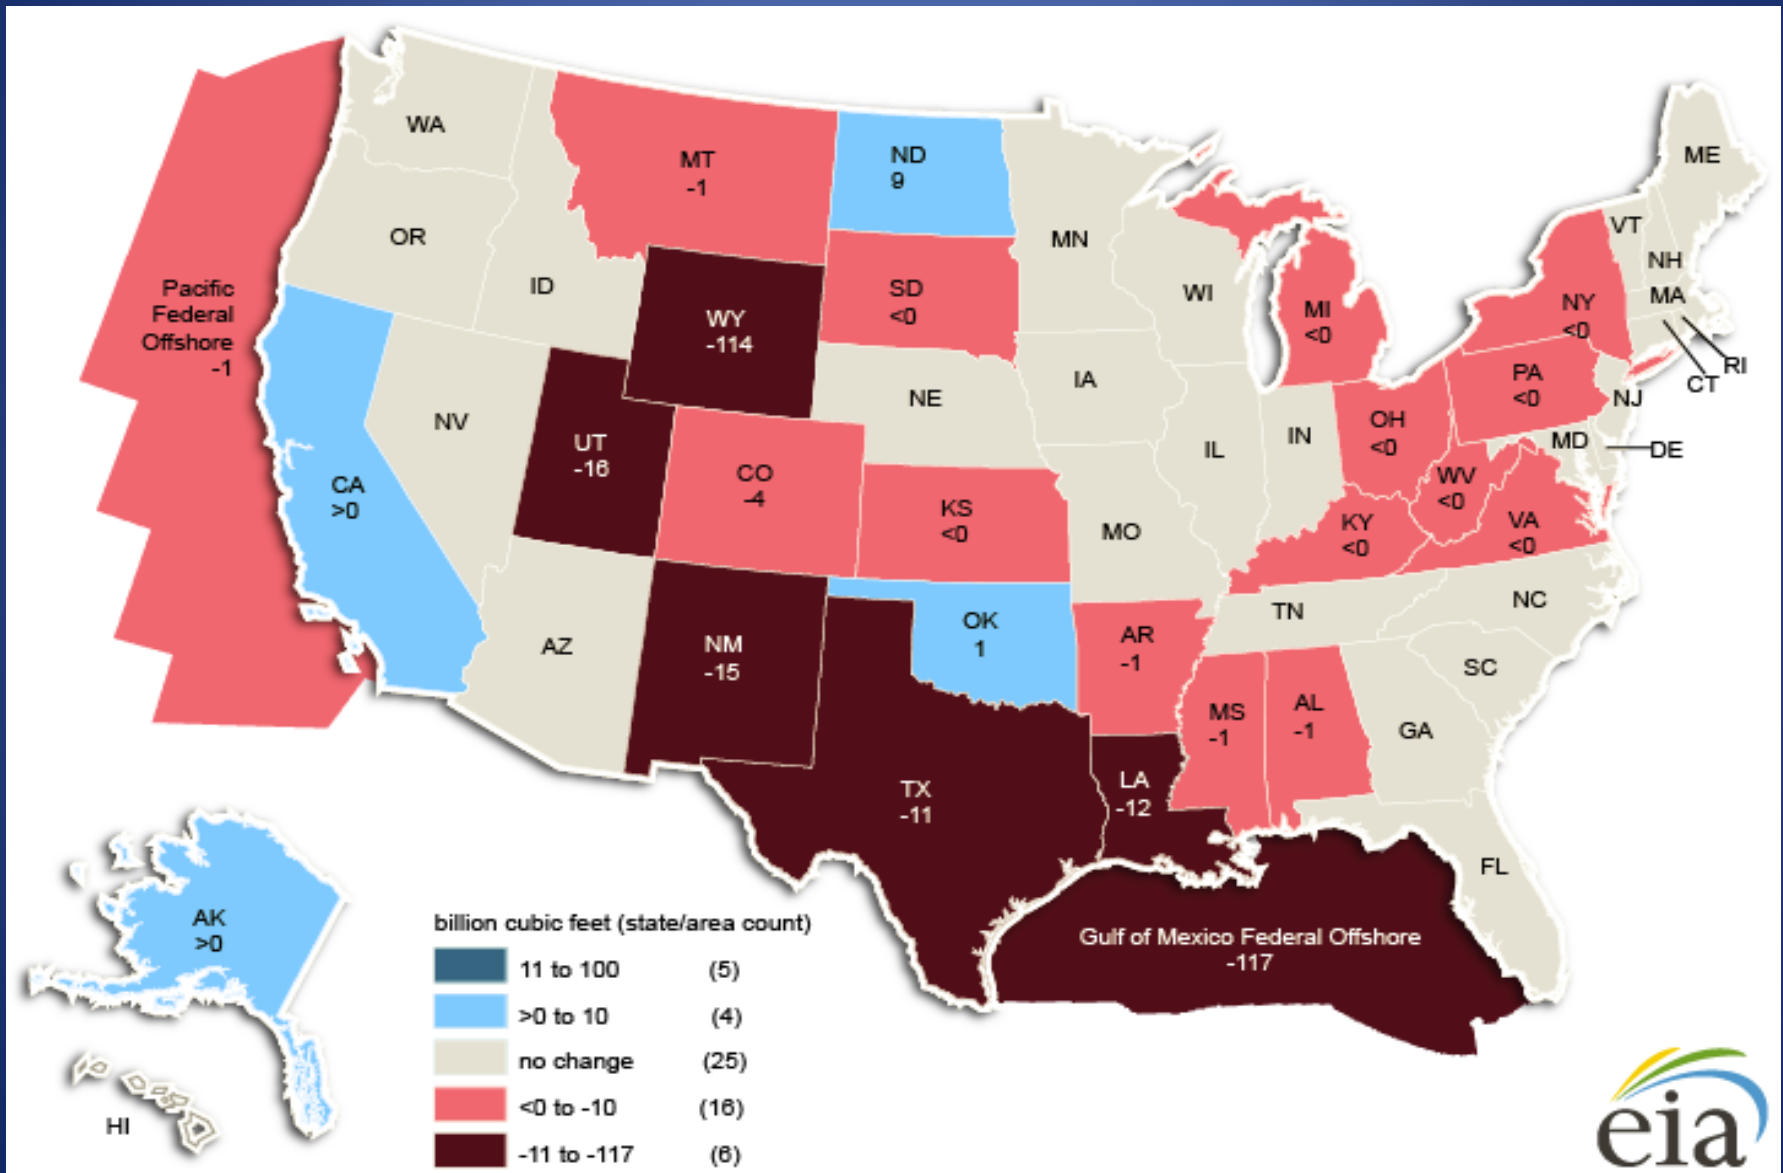 WA
MT
-1
ND
9
ME
OR
ID
MN
VT
NH
MA
Pacific
Federal
Offshore
-1
WY
-114
SD
<0
WI
MI
<0
NY
<0
RI
CT
CA
>0
NV
UT
-16
CO
-4
NE
IA
IL
IN
OH
<0
PA
<0
NJ
MD
DE
WV
<0
VA
<0
KY
<0
KS
<0
MO
AZ
NM
-15
OK
1
AR
-1
TN
NC
SC
MS
-1
AL
-1
GA
TX
-11
LA
-12
FL
Gulf of Mexico Federal Offshore
-117
AK
>0
HI
billion cubic feet (state/area count)
11 to 100 (5)
>0 to 10 (4)
no change (25)
<0 to -10 (16)
-11 to -117 (6)
eia